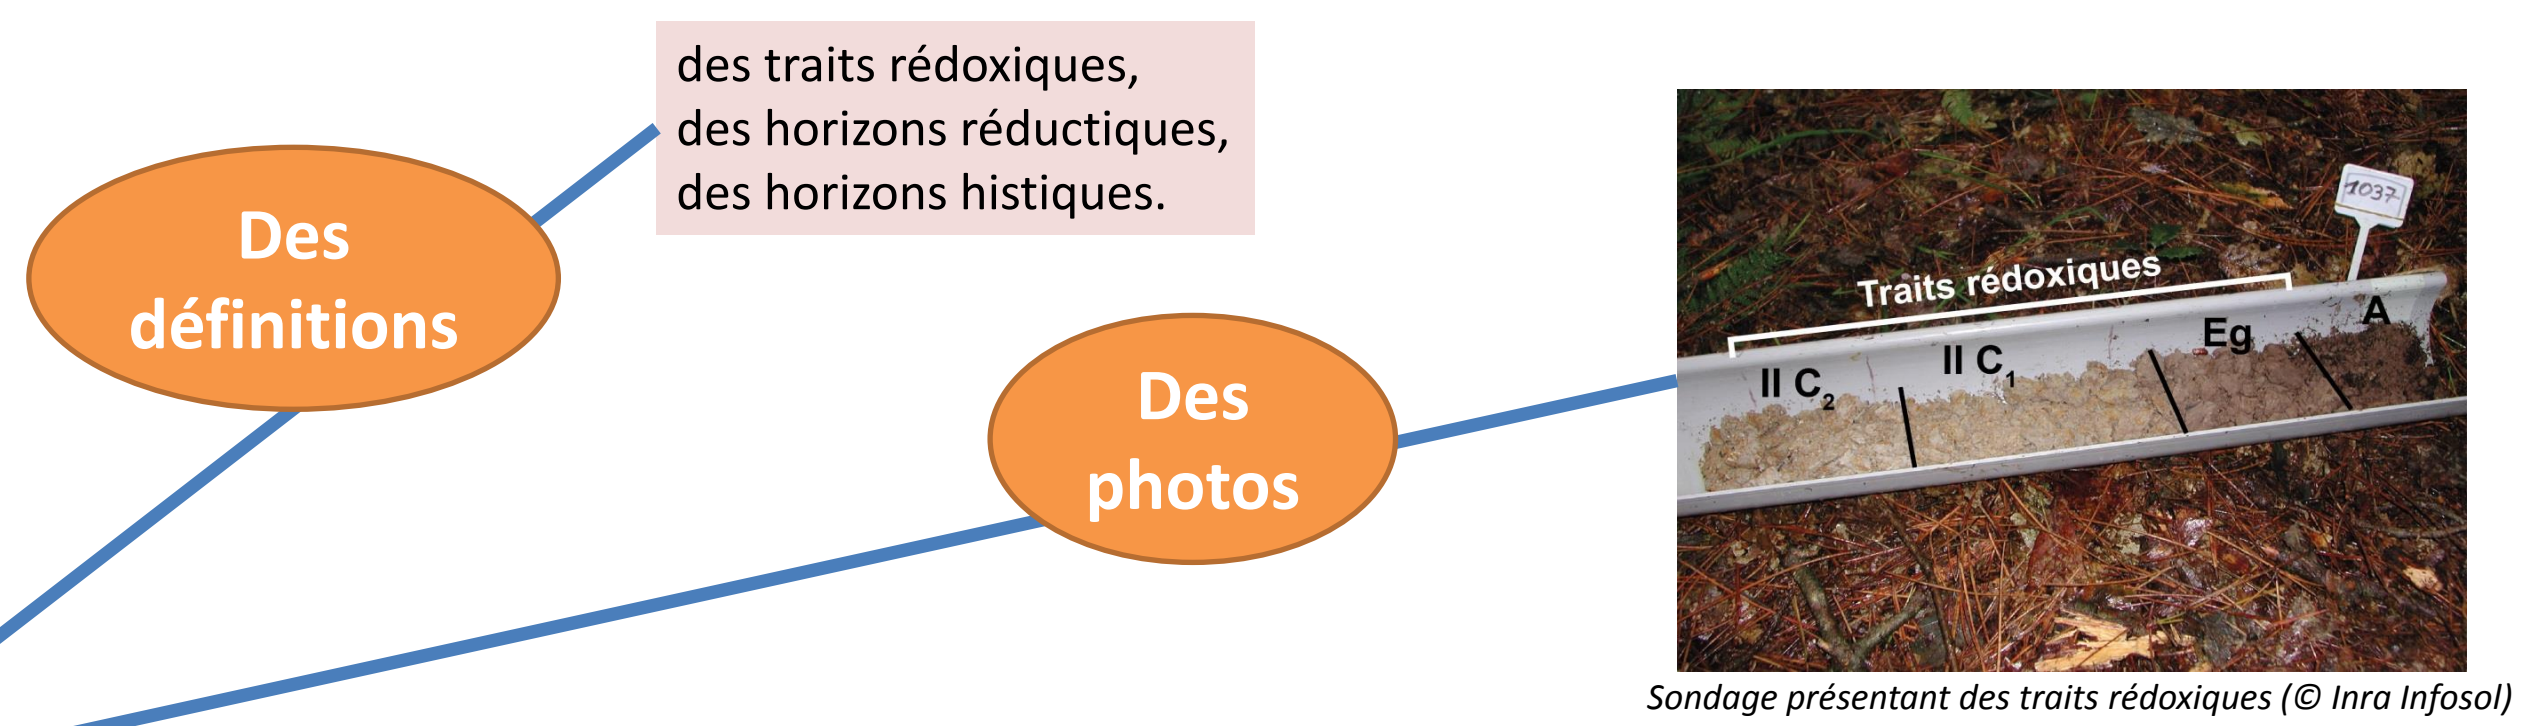 des traits rédoxiques,
des horizons réductiques,
des horizons histiques.
Des
définitions
Des
photos
1037
Traits rédoxiques
II C₂
II C₁
Eg
A
Sondage présentant des traits rédoxiques (© Inra Infosol)